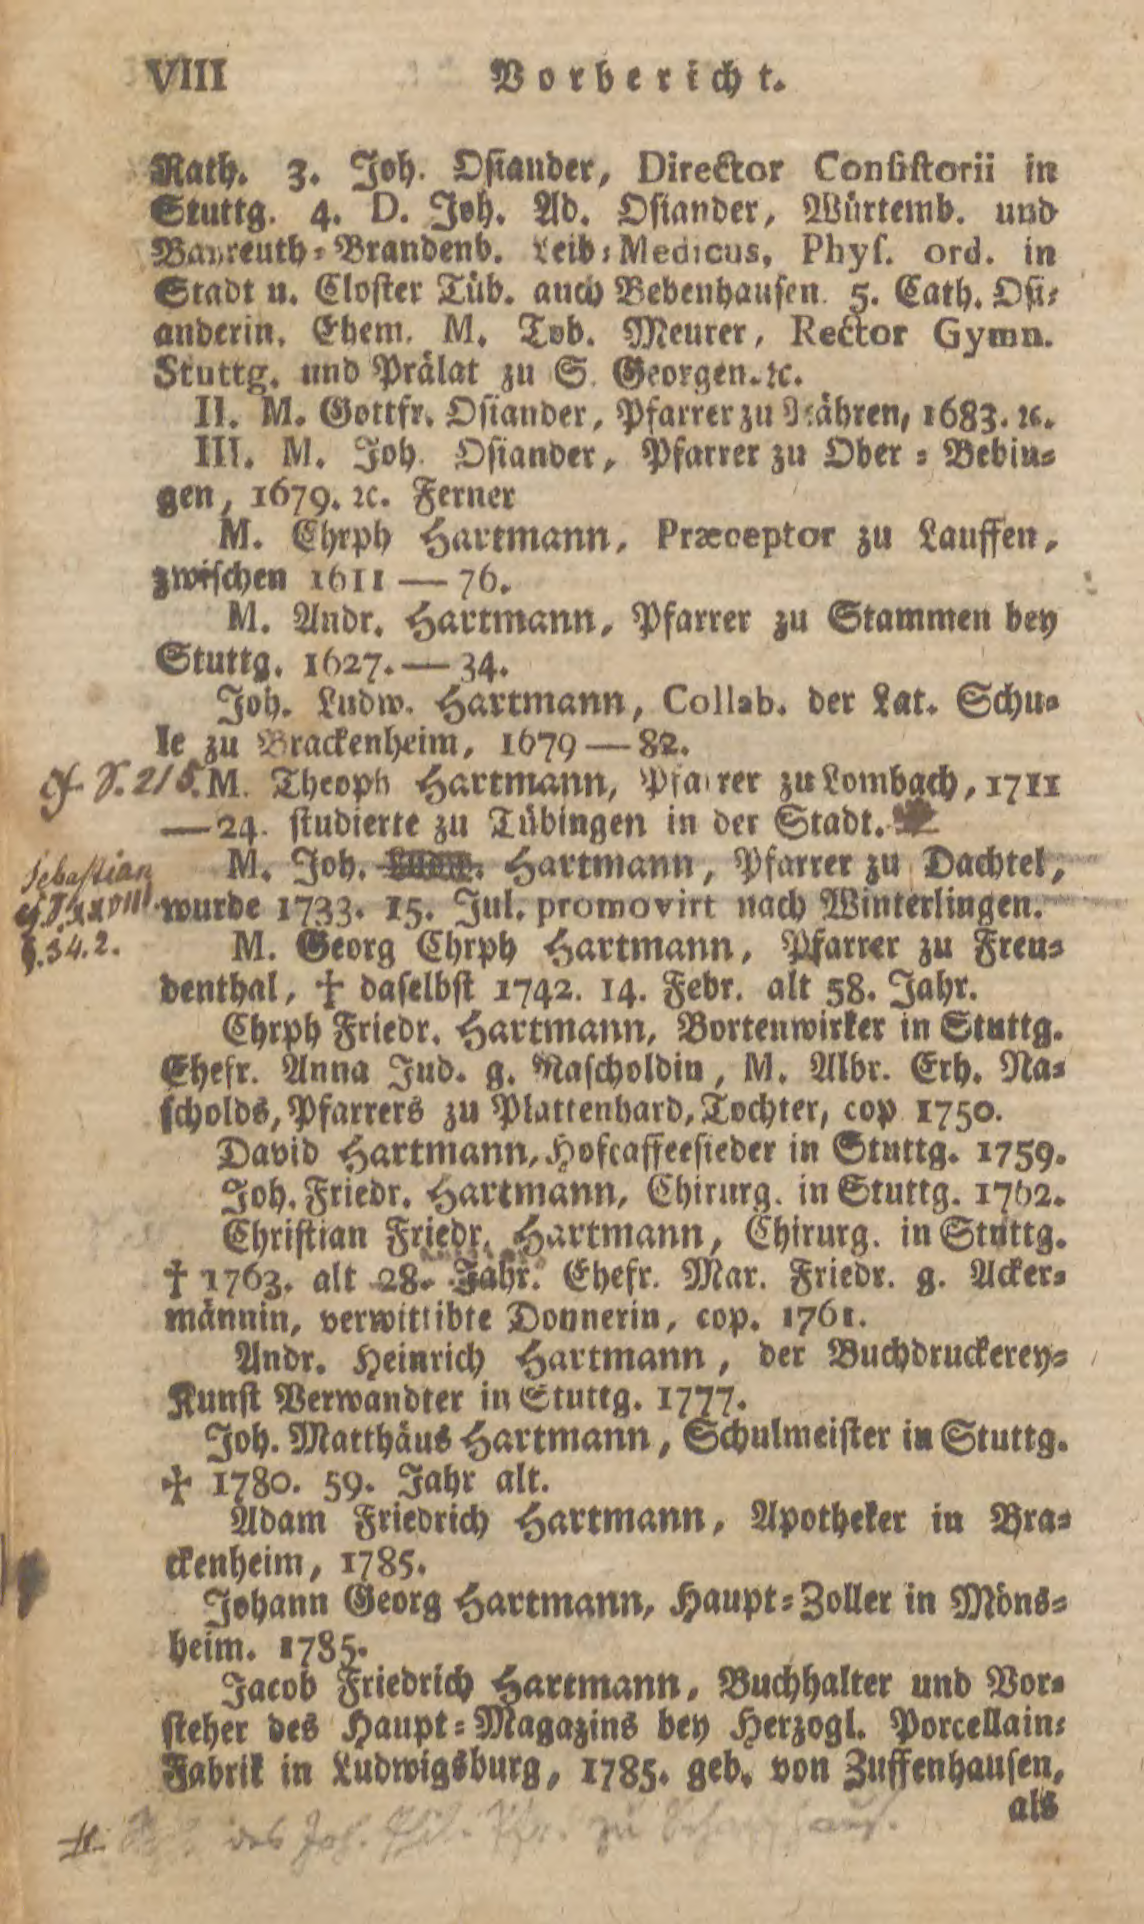 VIII Vorbericht.
Rath. 3. Joh. Osiander, Director Consistorii in
Stuttg. 4. D. Joh. Ad. Osiander, Würtemb. und
Bayreuth-Brandenb. Leib-Medicus, Phys. ord. in
Stadt u. Closter Tüb. auch Bebenhausen. 5. Cath. Osi-
anderin. Ehem. M. Tob. Meurer, Rector Gymn.
Stuttg. und Prälat zu S. Georgen. ꝛc.
II. M. Gottfr. Osiander, Pfarrer zu Mähren, 1683. ꝛc.
III. M. Joh. Osiander, Pfarrer zu Ober-Bebin-
gen, 1679. ꝛc. Ferner
M. Chrph Hartmann, Præceptor zu Lauffen,
zwischen 1611—76.
M. Andr. Hartmann, Pfarrer zu Stammen bey
Stuttg. 1627.—34.
Joh. Ludw. Hartmann, Collab. der Lat. Schu-
le zu Brackenheim, 1679—82.
cf. S. 215. M. Theoph Hartmann, Pfarrer zu Lombach, 1711
—24. studierte zu Tübingen in der Stadt.
Sebastian M. Joh. Ludw. Hartmann, Pfarrer zu Dachtel,
cf. S. XXVIII wurde 1733. 15. Jul. promovirt nach Winterlingen.
§.34.2. M. Georg Chrph Hartmann, Pfarrer zu Freu-
denthal, † daselbst 1742. 14. Febr. alt 58. Jahr.
Chrph Friedr. Hartmann, Bortenwirker in Stuttg.
Ehefr. Anna Jud. g. Nascholdin, M. Albr. Erh. Na-
scholds, Pfarrers zu Plattenhard, Tochter, cop 1750.
David Hartmann, Hofcaffeesieder in Stuttg. 1759.
Joh. Friedr. Hartmann, Chirurg. in Stuttg. 1762.
Christian Friedr. Hartmann, Chirurg. in Stuttg.
† 1763. alt 28. Jahr. Ehefr. Mar. Friedr. g. Acker-
männin, verwittibte Donnerin, cop. 1761.
Andr. Heinrich Hartmann, der Buchdruckerey-
Kunst Verwandter in Stuttg. 1777.
Joh. Matthäus Hartmann, Schulmeister in Stuttg.
† 1780. 59. Jahr alt.
Adam Friedrich Hartmann, Apotheker in Bra-
ckenheim, 1785.
Johann Georg Hartmann, Haupt-Zoller in Möns-
heim. 1785.
Jacob Friedrich Hartmann, Buchhalter und Vor-
steher des Haupt-Magazins bey Herzogl. Porcellain-
Fabrik in Ludwigsburg, 1785. geb. von Zuffenhausen,
als
des Joh. zu